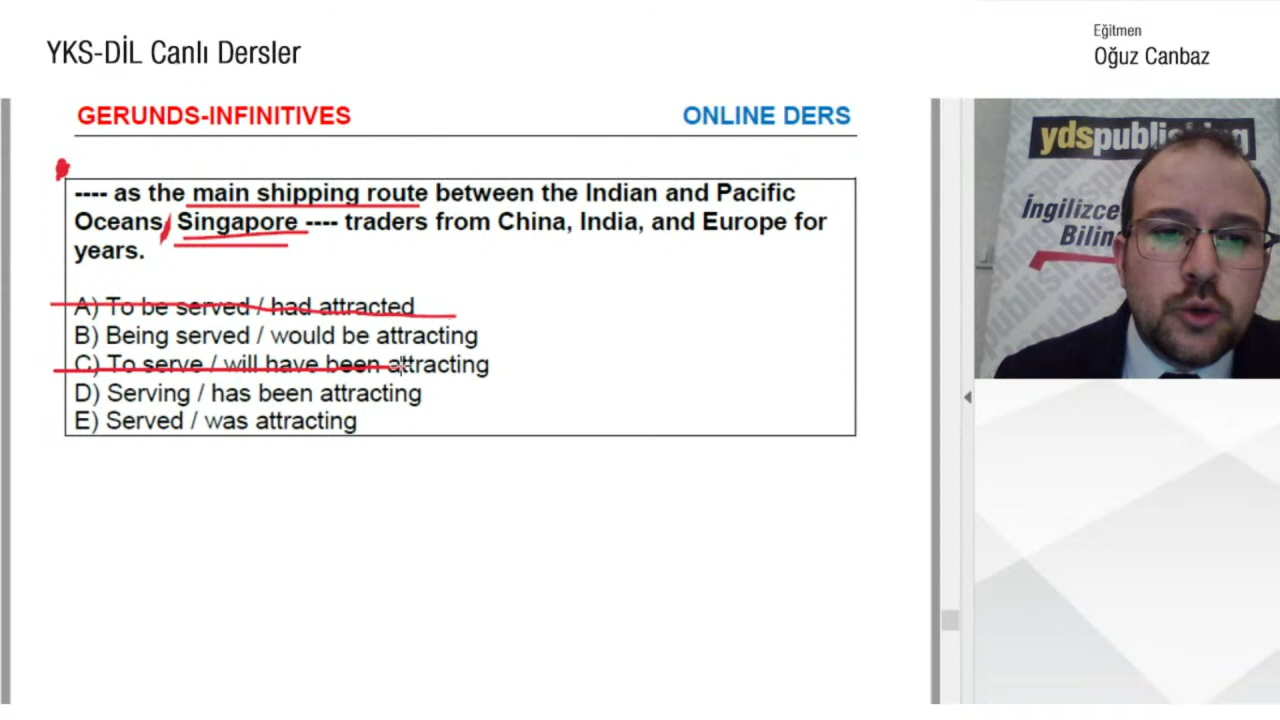 YKS-DİL Canlı Dersler
Eğitmen
Oğuz Canbaz
GERUNDS-INFINITIVES
ONLINE DERS
---- as the main shipping route between the Indian and Pacific
Oceans, Singapore ---- traders from China, India, and Europe for
years.
A) To be served / had attracted
B) Being served / would be attracting
C) To serve / will have been attracting
D) Serving / has been attracting
E) Served / was attracting
İngilizce